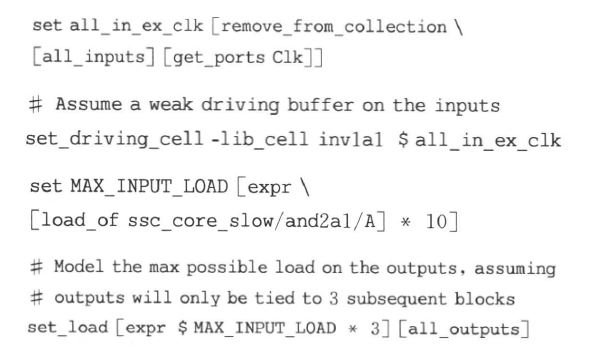 set all_in_ex_clk [remove_from_collection \
[all_inputs] [get_ports Clk]]
# Assume a weak driving buffer on the inputs
set_driving_cell -lib_cell inv1a1 $ all_in_ex_clk
set MAX_INPUT_LOAD [expr \
[load_of ssc_core_slow/and2a1/A] * 10]
# Model the max possible load on the outputs, assuming
# outputs will only be tied to 3 subsequent blocks
set_load [expr $ MAX_INPUT_LOAD * 3] [all_outputs]